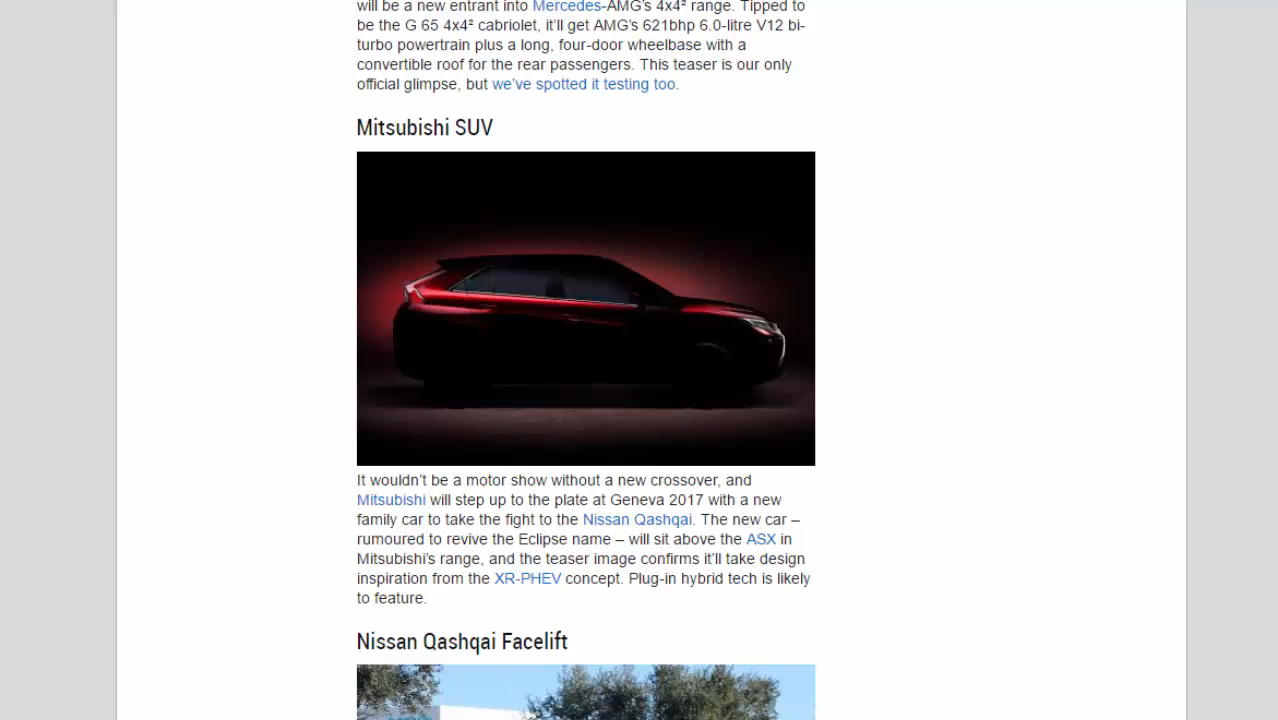 will be a new entrant into Mercedes-AMG’s 4x4² range. Tipped to
be the G 65 4x4² cabriolet, it’ll get AMG’s 621bhp 6.0-litre V12 bi-
turbo powertrain plus a long, four-door wheelbase with a
convertible roof for the rear passengers. This teaser is our only
official glimpse, but we’ve spotted it testing too.
Mitsubishi SUV
It wouldn’t be a motor show without a new crossover, and
Mitsubishi will step up to the plate at Geneva 2017 with a new
family car to take the fight to the Nissan Qashqai. The new car –
rumoured to revive the Eclipse name – will sit above the ASX in
Mitsubishi’s range, and the teaser image confirms it’ll take design
inspiration from the XR-PHEV concept. Plug-in hybrid tech is likely
to feature.
Nissan Qashqai Facelift